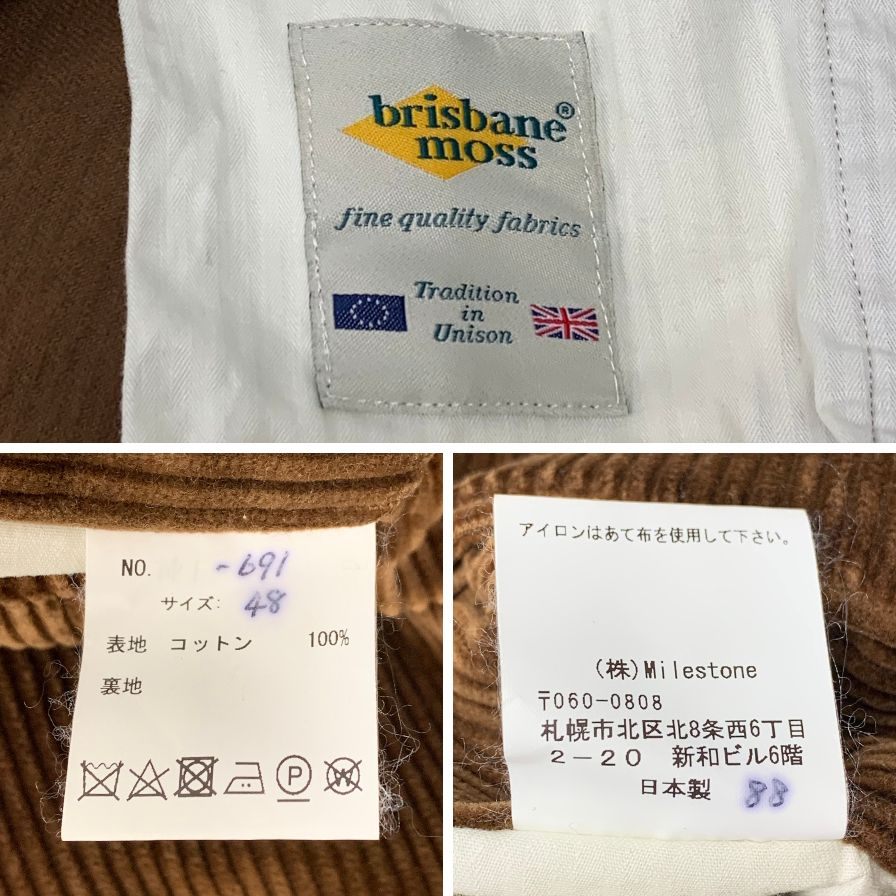 brisbane®
moss
fine quality fabrics
Tradition
in
Unison
NO. -691
サイズ: 48
表地 コットン 100%
裏地
P W
アイロンはあて布を使用して下さい。
(株)Milestone
〒060-0808
札幌市北区北8条西6丁目
2-20 新和ビル6階
日本製 88